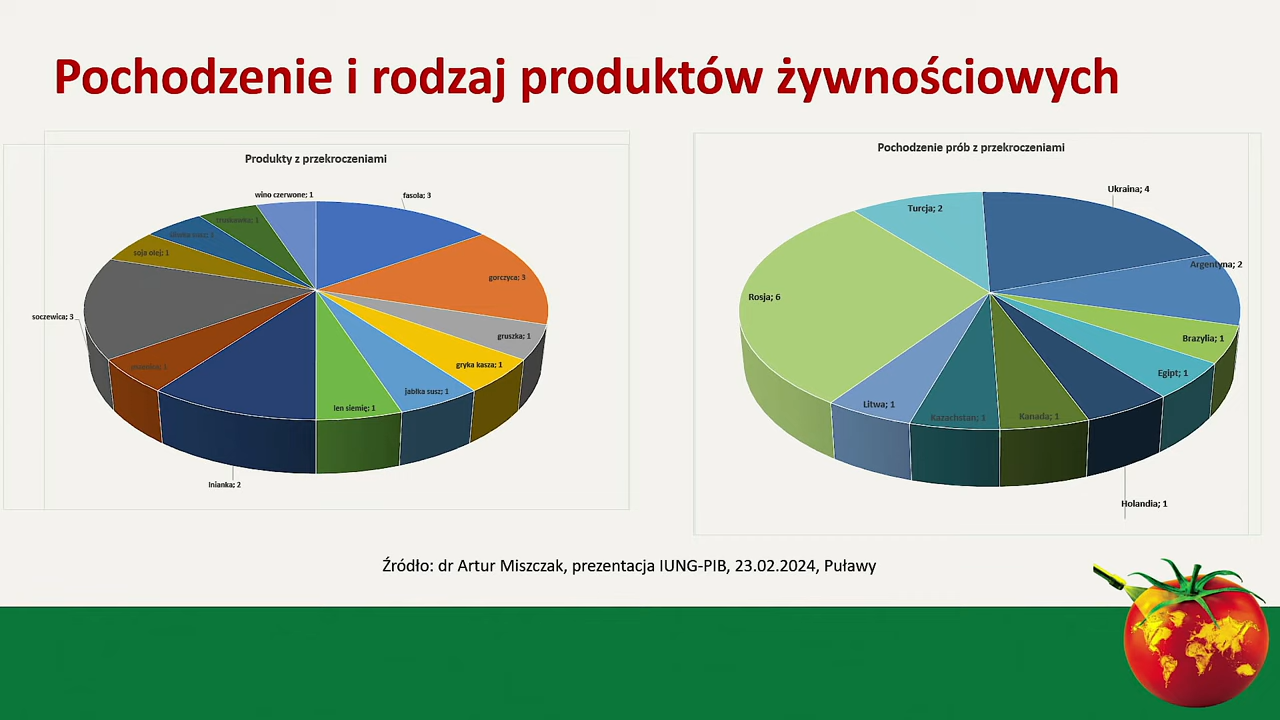 Pochodzenie i rodzaj produktów żywnościowych
Produkty z przekroczeniami
wino czerwone; 1
fasola; 3
truskawka; 1
soja olej; 1
gorczyca; 3
soczewica; 3
gruszka; 1
gryka kasza; 1
jabłka susz; 1
len siemię; 1
lnianka; 2
Pochodzenie prób z przekroczeniami
Ukraina; 4
Turcja; 2
Argentyna; 2
Rosja; 6
Brazylia; 1
Egipt; 1
Litwa; 1
Kazachstan; 1
Kanada; 1
Holandia; 1
Źródło: dr Artur Miszczak, prezentacja IUNG-PIB, 23.02.2024, Puławy